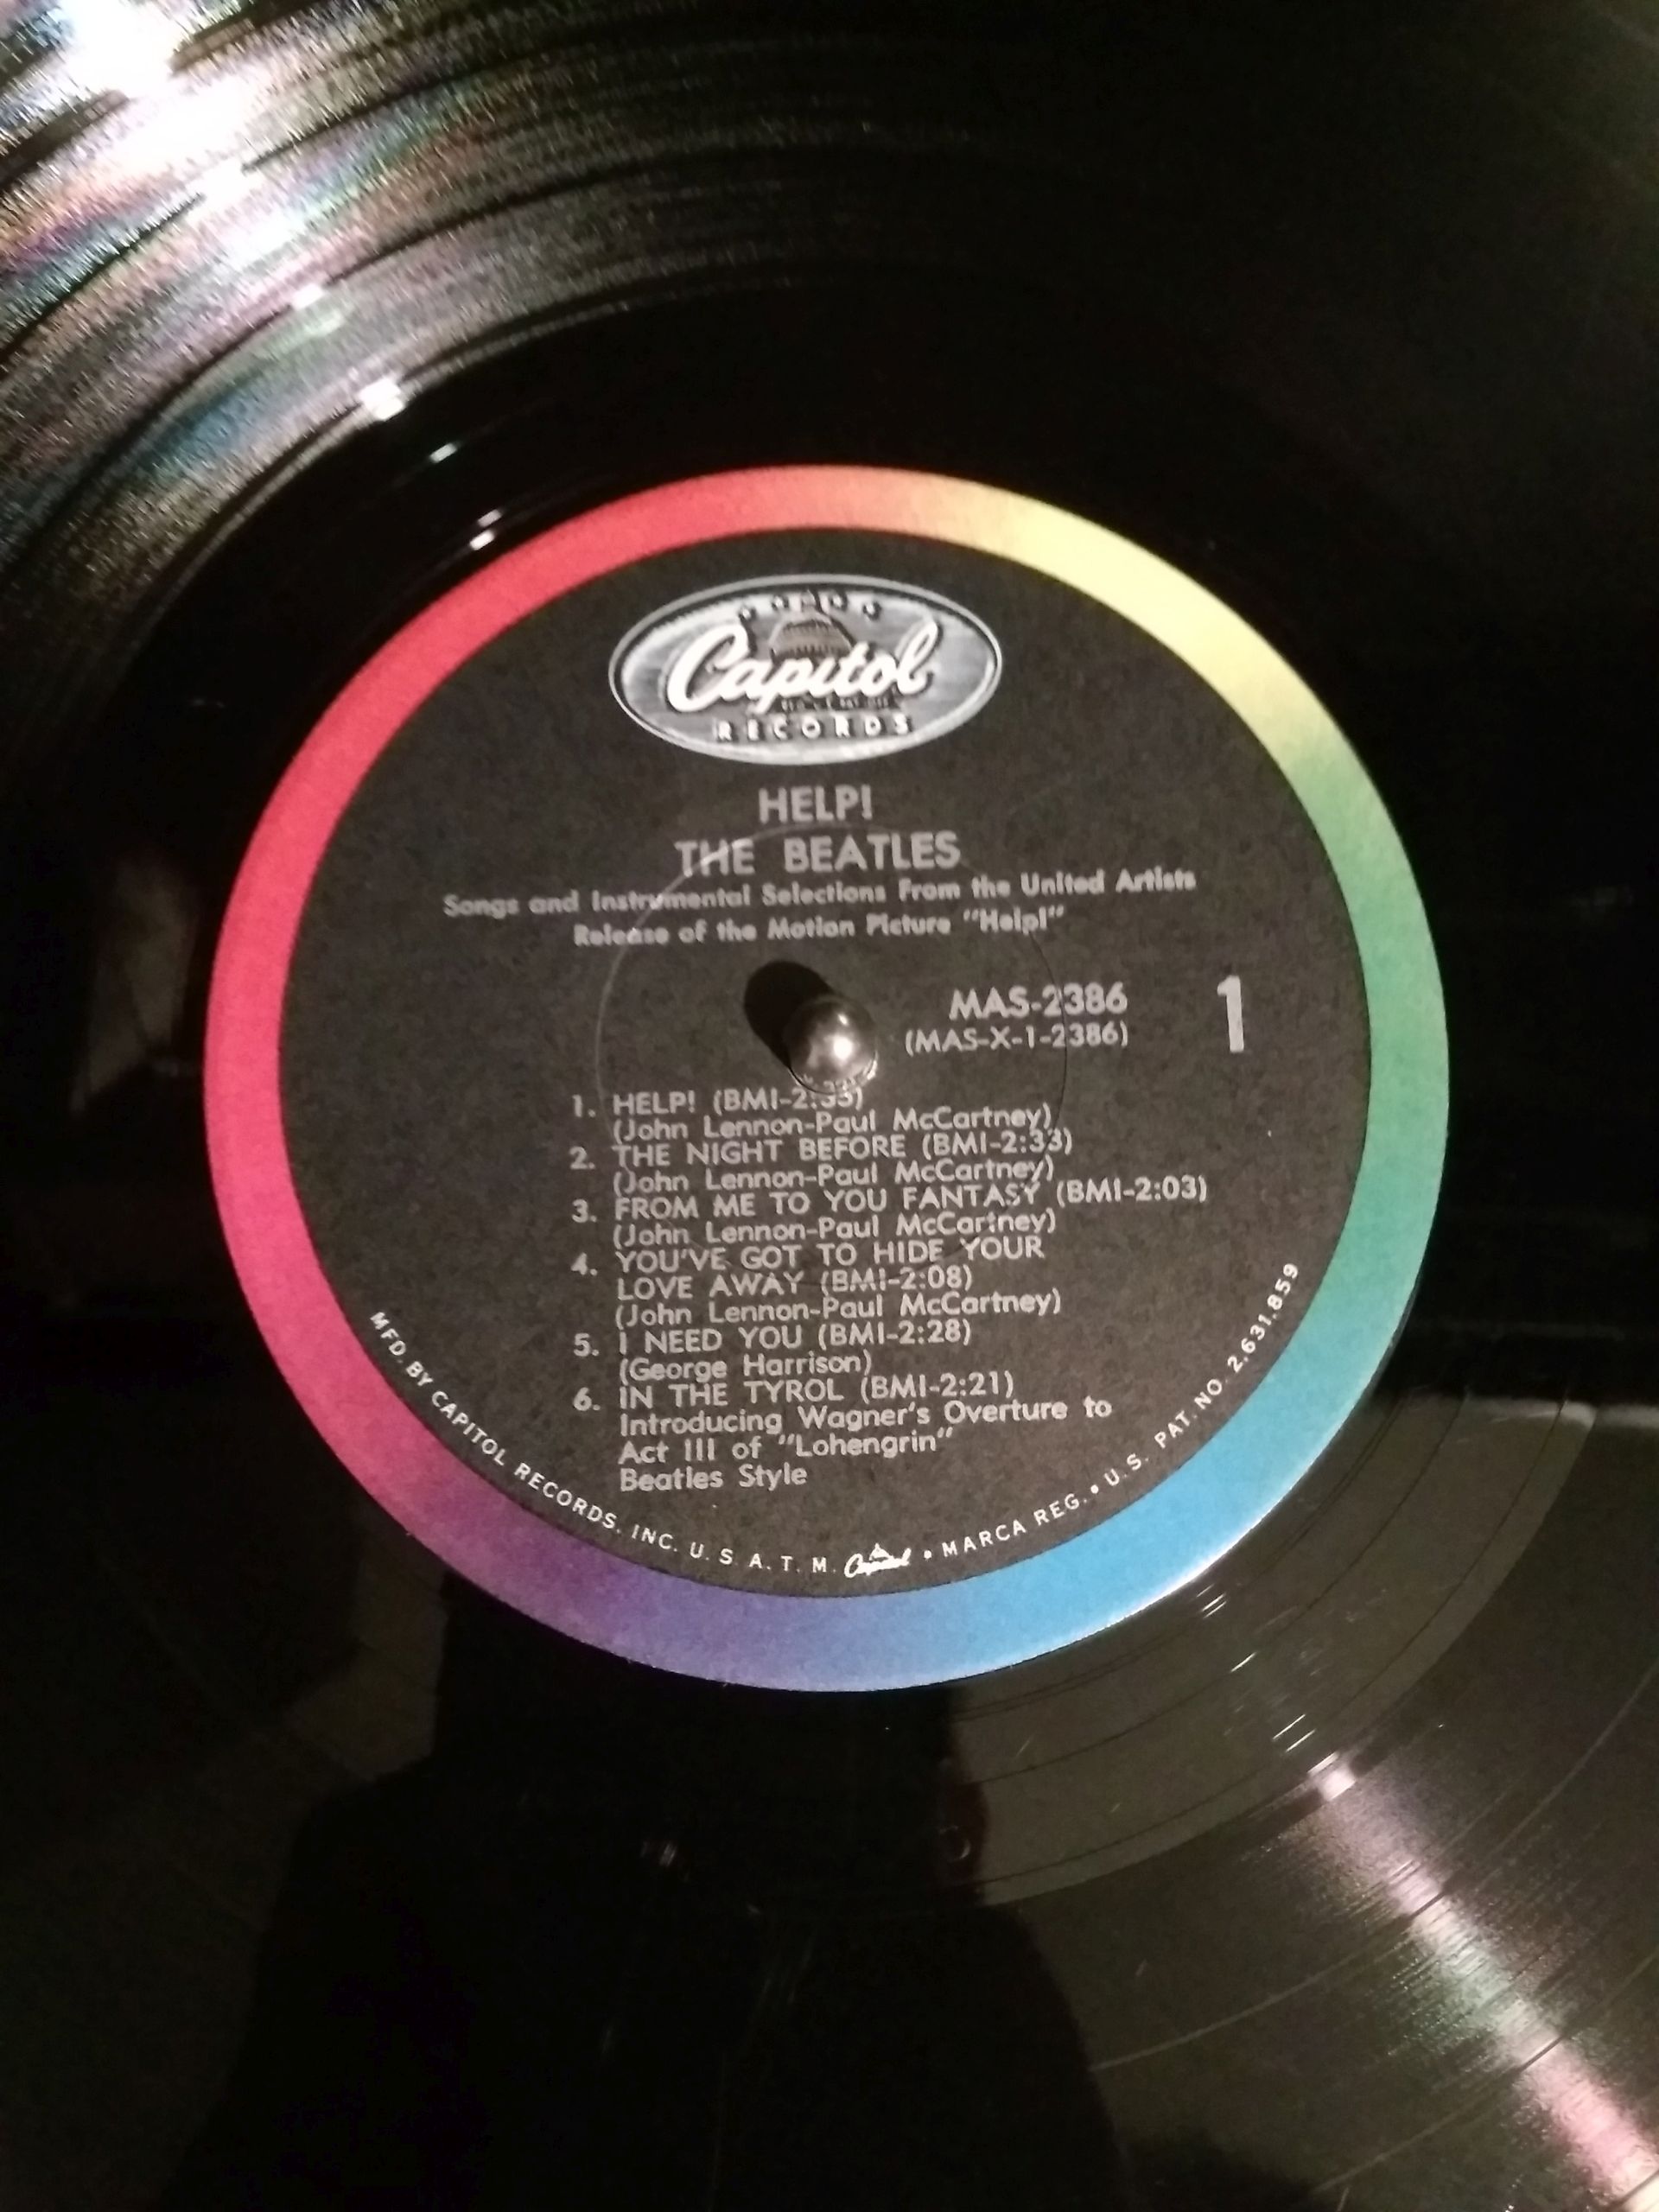 Capitol
RECORDS
HELP!
THE BEATLES
Songs and Instrumental Selections From the United Artists
Release of the Motion Picture "Help!"
MAS-2386
(MAS-X-1-2386)
1
1. HELP! (BMI-2:35)
(John Lennon-Paul McCartney)
2. THE NIGHT BEFORE (BMI-2:33)
(John Lennon-Paul McCartney)
3. FROM ME TO YOU FANTASY (BMI-2:03)
(John Lennon-Paul McCartney)
4. YOU'VE GOT TO HIDE YOUR
LOVE AWAY (BMI-2:08)
(John Lennon-Paul McCartney)
5. I NEED YOU (BMI-2:28)
(George Harrison)
6. IN THE TYROL (BMI-2:21)
Introducing Wagner's Overture to
Act III of "Lohengrin"
Beatles Style
MFD. BY CAPITOL RECORDS, INC. U. S. A. T. M. Capitol • MARCA REG. • U.S. PAT. NO. 2,631,859